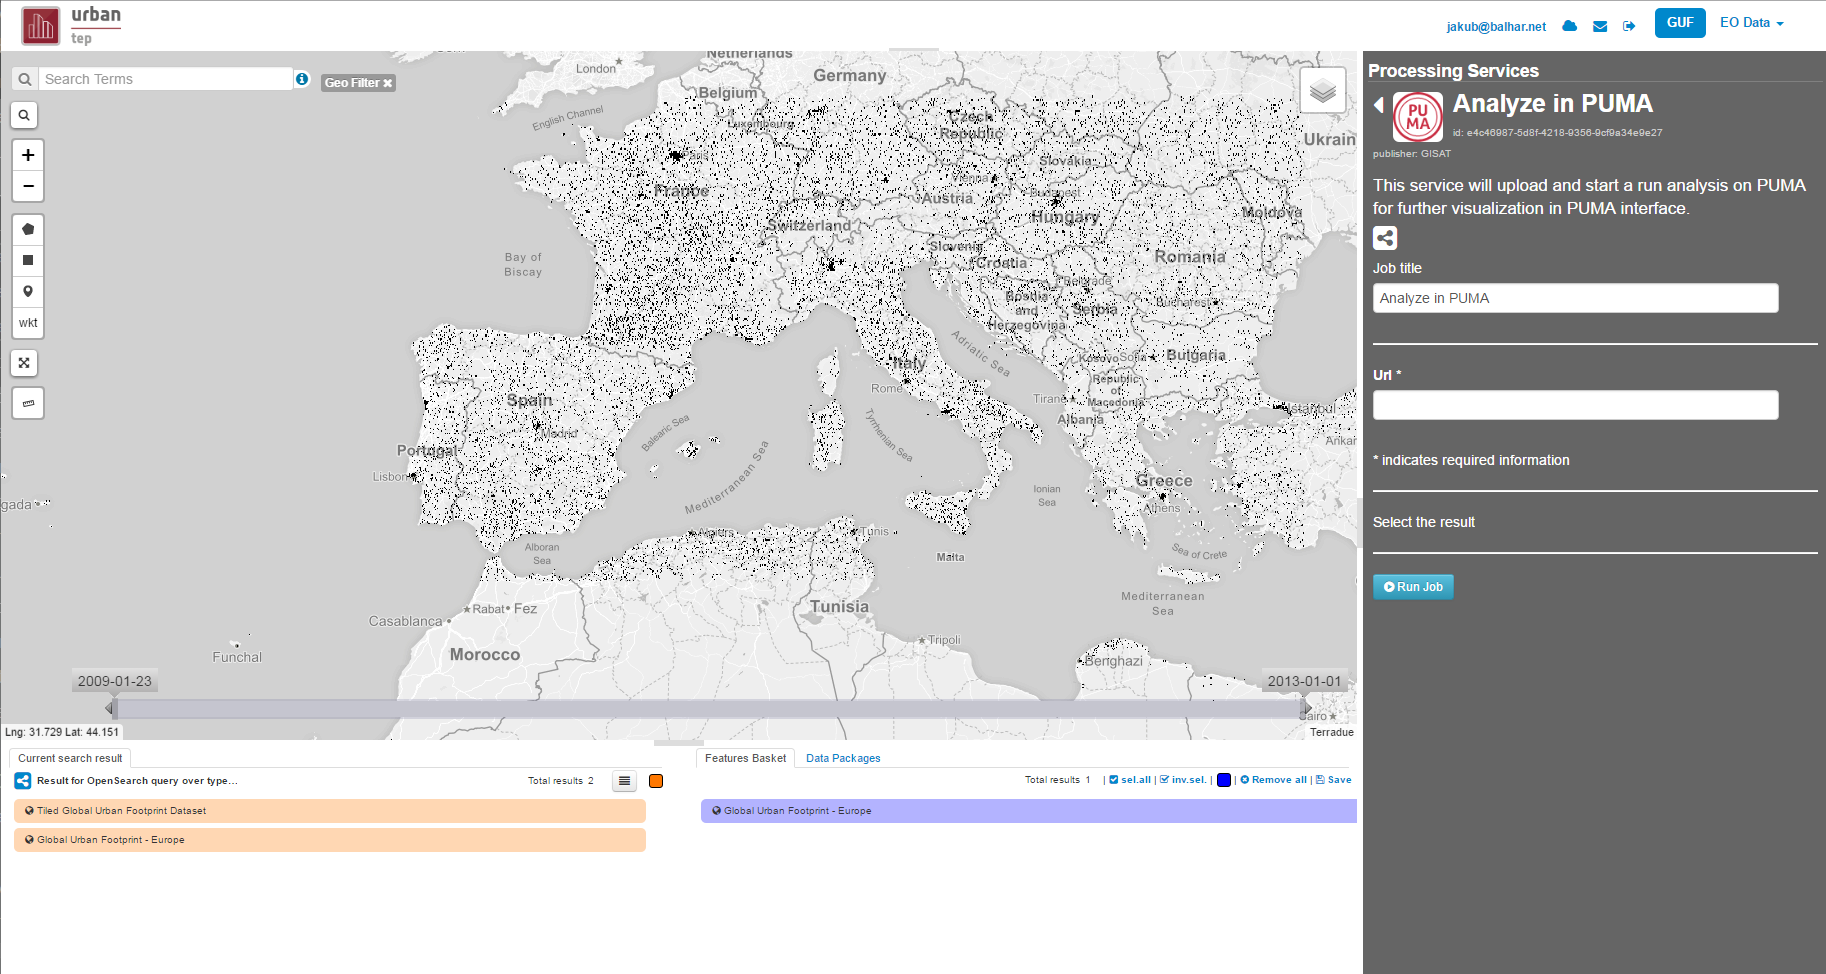 urban
tep
jakub@balhar.net
GUF
EO Data
Search Terms
Geo Filter
Netherlands
London
Germany
Belgium
English Channel
Luxembourg
Czech
Republic
Ukrain
Paris
Slovakia
Vienna
France
Budapest
Austria
Hungary
Moldova
Switzerland
Slovenia
Croatia
Romania
Bay of
Biscay
Belgrade
Bosnia
and
Herzegovina
Serbia
Bucharest
wkt
Adriatic Sea
Kosovo
Sofia
Bulgaria
Italy
Rome
Republic
of
Macedonia
Tirane
Albania
Istanbul
Spain
Madrid
Balearic Sea
Tyrrhenian Sea
Ankar
Portugal
Lisbon
Mediterranean Sea
Ionian
Sea
Greece
Athens
gada
Algiers
Tunis
Alboran
Sea
Malta
Sea of Crete
Mediterranean
Sea
Rabat
Fez
Tunisia
Casablanca
Tripoli
Funchal
Morocco
Benghazi
2009-01-23
2013-01-01
Cairo
Lng: 31.729 Lat: 44.151
Terradue
Processing Services
Analyze in PUMA
PU
MA
id: e4c46987-5d8f-4218-9356-9cf9a34e9e27
publisher: GISAT
This service will upload and start a run analysis on PUMA
for further visualization in PUMA interface.
Job title
Analyze in PUMA
Url *
* indicates required information
Select the result
Run Job
Current search result
Result for OpenSearch query over type...
Total results 2
Tiled Global Urban Footprint Dataset
Global Urban Footprint - Europe
Features Basket
Data Packages
Total results 1 | sel.all | inv.sel. | | Remove all | Save
Global Urban Footprint - Europe